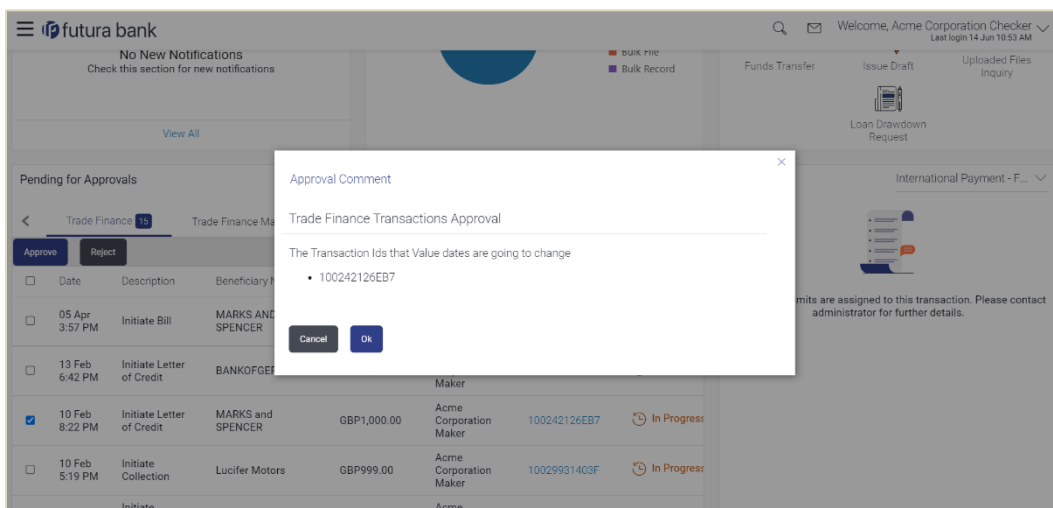 futura bank
Welcome, Acme Corporation Checker
Last login 14 Jun 10:53 AM
No New Notifications
Check this section for new notifications
View All
Bulk File
Bulk Record
Funds Transfer
Issue Draft
Uploaded Files
Inquiry
Loan Drawdown
Request
Pending for Approvals
Trade Finance 15
Trade Finance Ma
Approve
Reject
Date
Description
Beneficiary N
05 Apr
3:57 PM
Initiate Bill
MARKS AND
SPENCER
13 Feb
6:42 PM
Initiate Letter
of Credit
BANKOFGER
Maker
10 Feb
8:22 PM
Initiate Letter
of Credit
MARKS and
SPENCER
GBP1,000.00
Acme
Corporation
Maker
100242126EB7
In Progress
10 Feb
5:19 PM
Initiate
Collection
Lucifer Motors
GBP999.00
Acme
Corporation
Maker
10029931403F
In Progress
Initiate
Acme
Approval Comment
Trade Finance Transactions Approval
The Transaction Ids that Value dates are going to change
• 100242126EB7
Cancel
Ok
International Payment - F...
mits are assigned to this transaction. Please contact
administrator for further details.